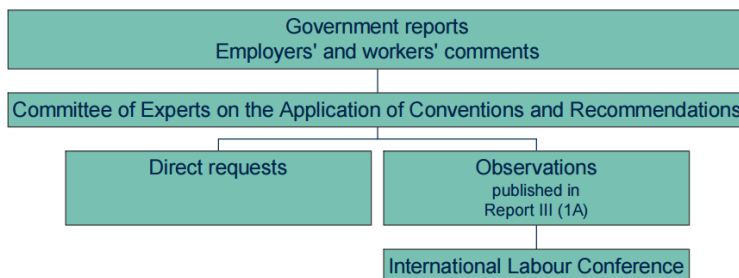 Government reports
Employers' and workers' comments
Committee of Experts on the Application of Conventions and Recommendations
Direct requests
Observations
published in
Report III (1A)
International Labour Conference